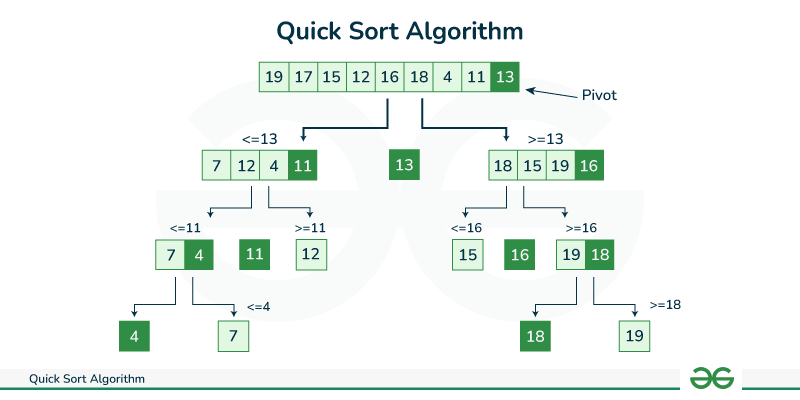 Quick Sort Algorithm
19 17 15 12 16 18 4 11 13
Pivot
<=13 >=13
7 12 4 11 13 18 15 19 16
<=11 >=11 <=16 >=16
7 4 11 12 15 16 19 18
<=4 >=18
4 7 18 19
Quick Sort Algorithm